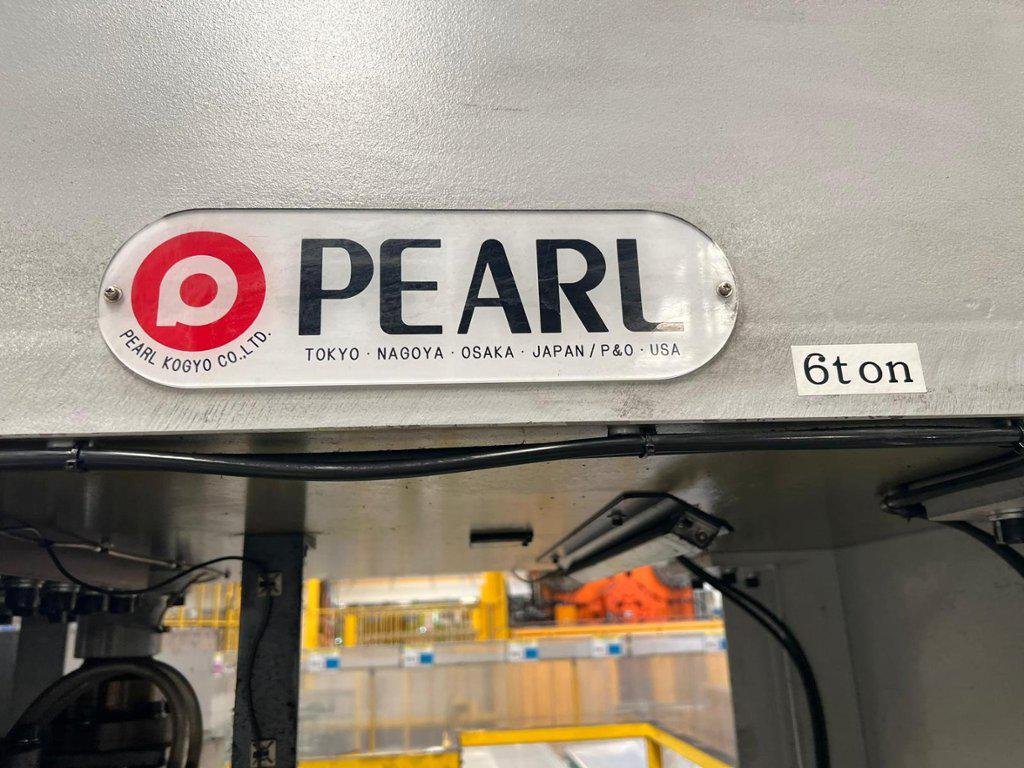 PEARL
PEARL KOGYO CO.,LTD.
TOKYO · NAGOYA · OSAKA · JAPAN / P&O · USA
6ton